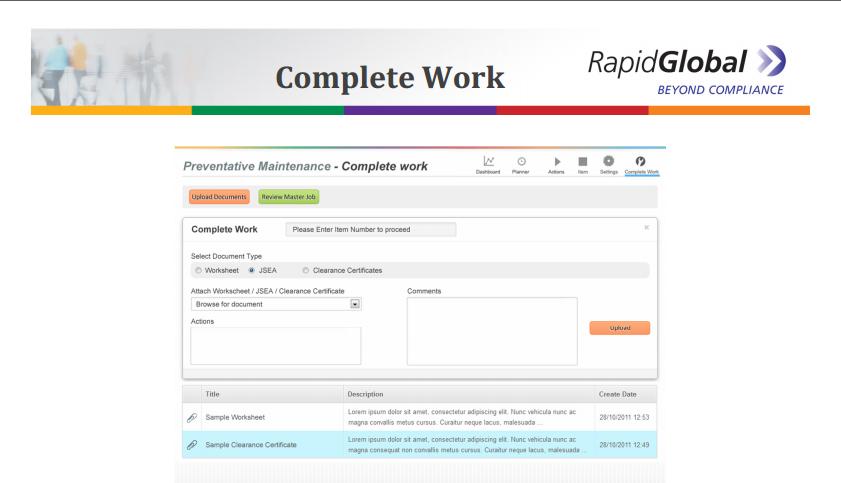 Complete Work
RapidGlobal
BEYOND COMPLIANCE
Preventative Maintenance - Complete work
Dashboard Planner Actions Item Settings Complete Work
Upload Documents Review Master Job
Complete Work Please Enter Item Number to proceed ×
Select Document Type
Worksheet JSEA Clearance Certificates
Attach Workscheet / JSEA / Clearance Certificate Comments
Browse for document
Actions
Upload
Title Description Create Date
Sample Worksheet
Lorem ipsum dolor sit amet, consectetur adipiscing elit. Nunc vehicula nunc ac
magna convallis metus cursus. Curaitur neque lacus, malesuada ...
28/10/2011 12:53
Sample Clearance Certificate
Lorem ipsum dolor sit amet, consectetur adipiscing elit. Nunc vehicula nunc ac
magna consequat non convallis metus cursus. Curaitur neque lacus, malesuada ...
28/10/2011 12:49